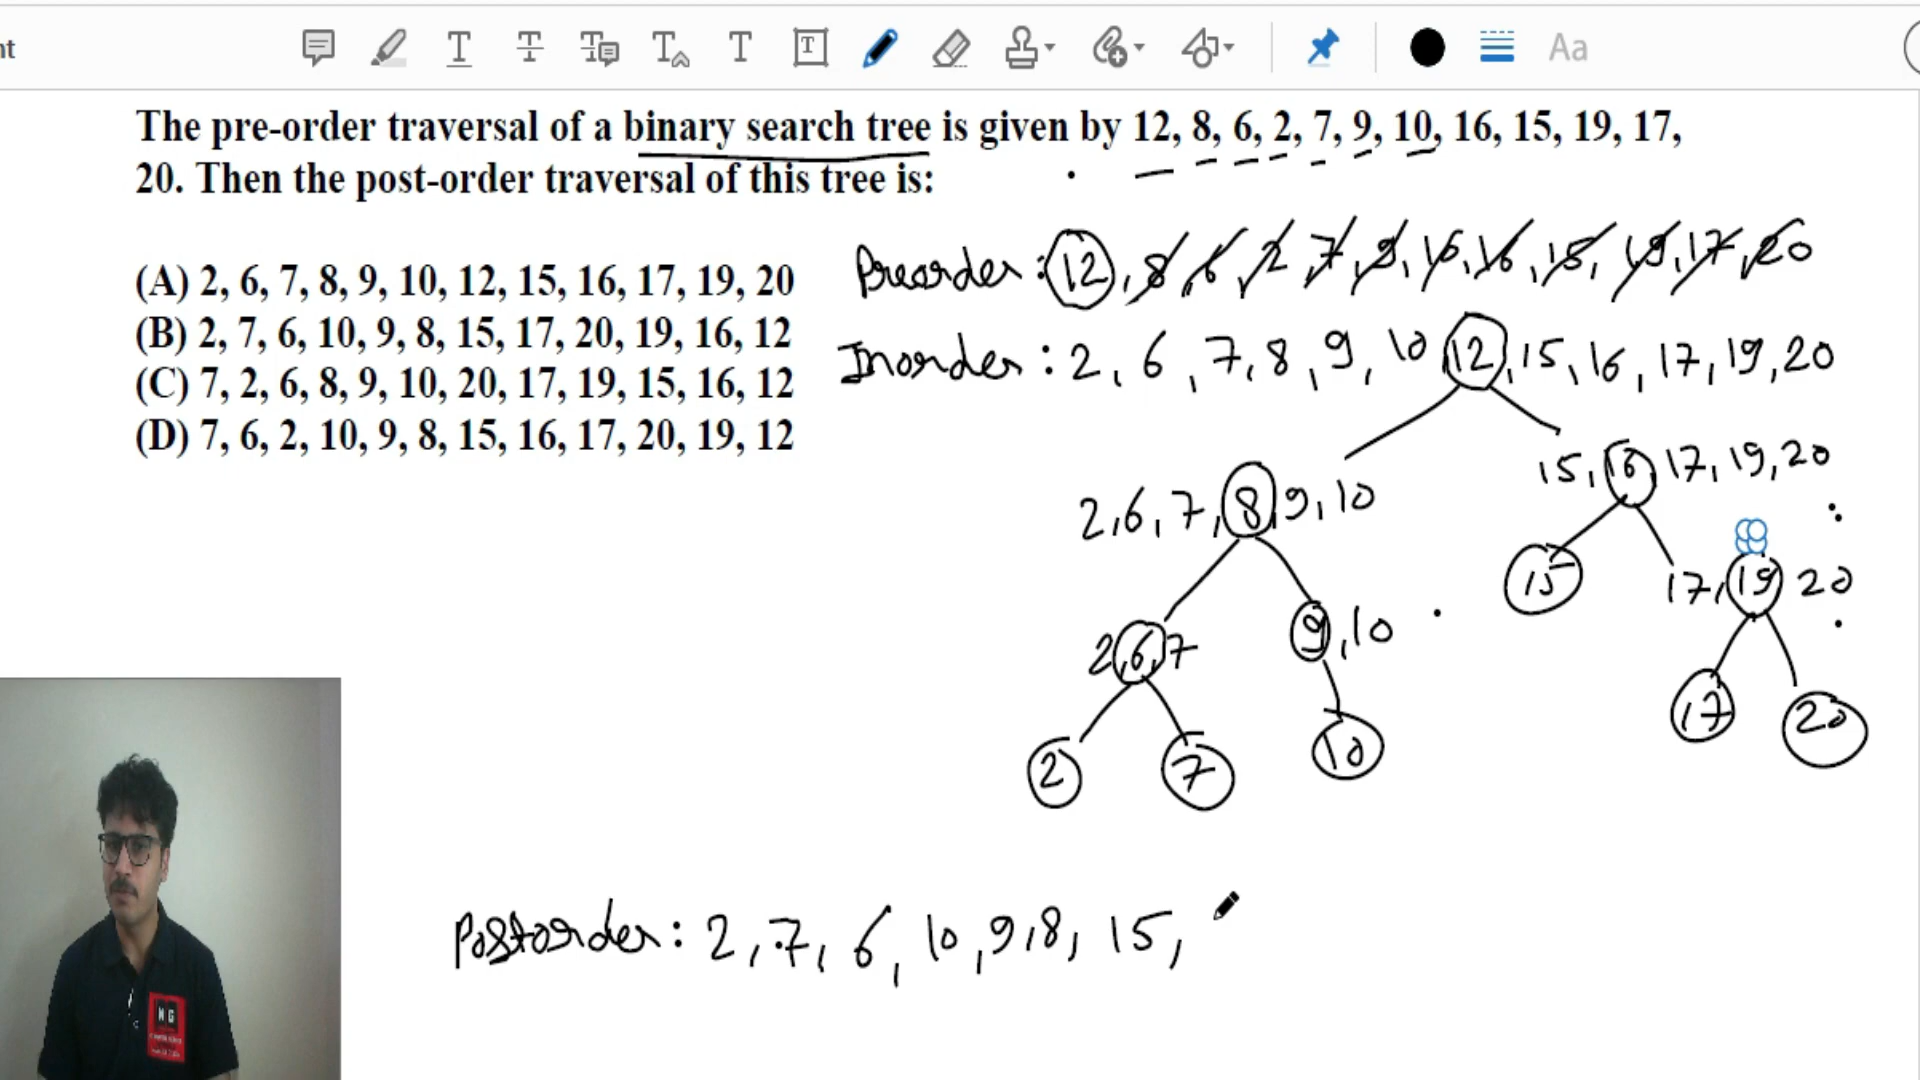 nt
T T T T T T Aa
The pre-order traversal of a binary search tree is given by 12, 8, 6, 2, 7, 9, 10, 16, 15, 19, 17,
20. Then the post-order traversal of this tree is:
(A) 2, 6, 7, 8, 9, 10, 12, 15, 16, 17, 19, 20
(B) 2, 7, 6, 10, 9, 8, 15, 17, 20, 19, 16, 12
(C) 7, 2, 6, 8, 9, 10, 20, 17, 19, 15, 16, 12
(D) 7, 6, 2, 10, 9, 8, 15, 16, 17, 20, 19, 12
Preorder : 12, 8, 6, 2, 7, 9, 10, 16, 15, 19, 17, 20
Inorder : 2, 6, 7, 8, 9, 10 12, 15, 16, 17, 19, 20
15, 16 17, 19, 20
2, 6, 7, 8 9, 10
15 17, 19 20
2, 6, 7 9, 10
17 20
2 7 10
Postorder : 2, 7, 6, 10, 9, 8, 15,
NG